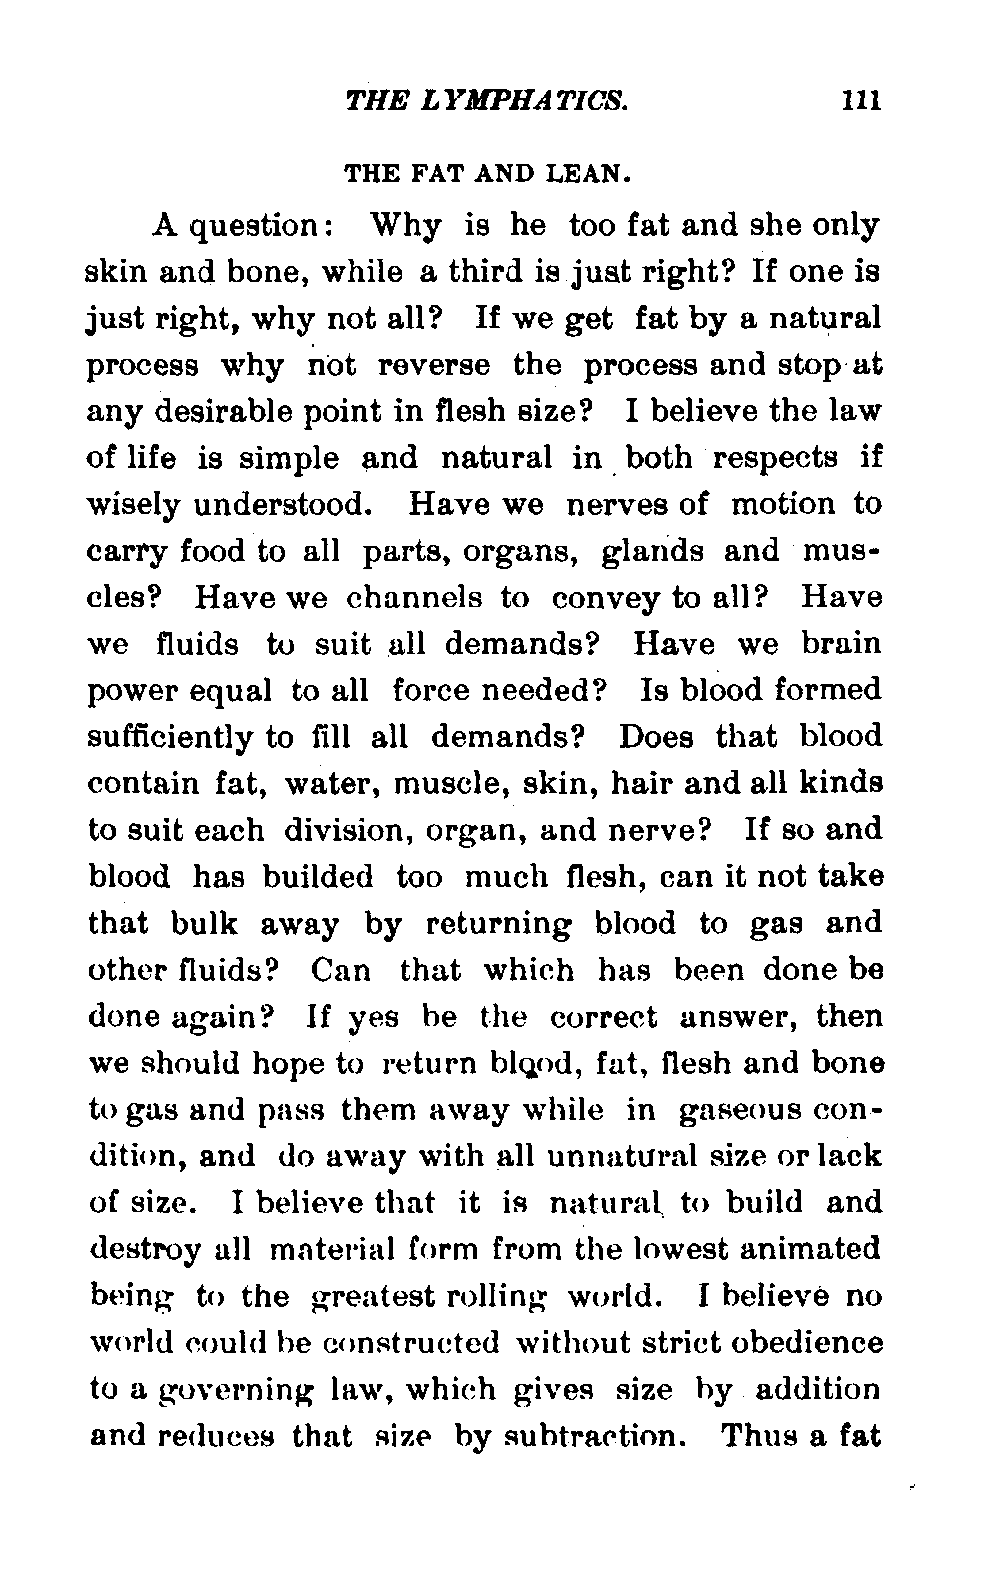 THE LYMPHATICS. 111
THE FAT AND LEAN.
A question: Why is he too fat and she only
skin and bone, while a third is just right? If one is
just right, why not all? If we get fat by a natural
process why not reverse the process and stop at
any desirable point in flesh size? I believe the law
of life is simple and natural in both respects if
wisely understood. Have we nerves of motion to
carry food to all parts, organs, glands and mus-
cles? Have we channels to convey to all? Have
we fluids to suit all demands? Have we brain
power equal to all force needed? Is blood formed
sufficiently to fill all demands? Does that blood
contain fat, water, muscle, skin, hair and all kinds
to suit each division, organ, and nerve? If so and
blood has builded too much flesh, can it not take
that bulk away by returning blood to gas and
other fluids? Can that which has been done be
done again? If yes be the correct answer, then
we should hope to return blood, fat, flesh and bone
to gas and pass them away while in gaseous con-
dition, and do away with all unnatural size or lack
of size. I believe that it is natural to build and
destroy all material form from the lowest animated
being to the greatest rolling world. I believe no
world could be constructed without strict obedience
to a governing law, which gives size by addition
and reduces that size by subtraction. Thus a fat